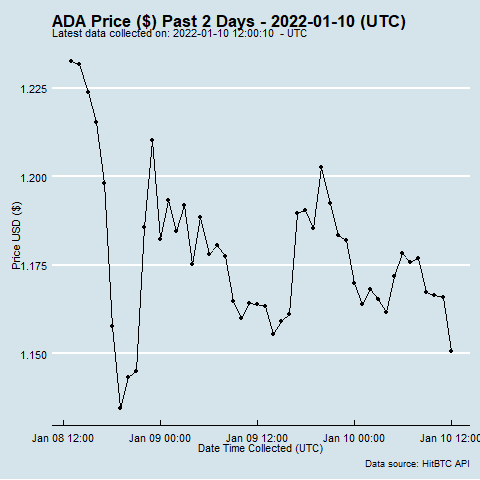 ADA Price ($) Past 2 Days - 2022-01-10 (UTC)
Latest data collected on: 2022-01-10 12:00:10 - UTC
1.225
1.200
1.175
1.150
Price USD ($)
Jan 08 12:00
Jan 09 00:00
Jan 09 12:00
Jan 10 00:00
Jan 10 12:00
Date Time Collected (UTC)
Data source: HitBTC API